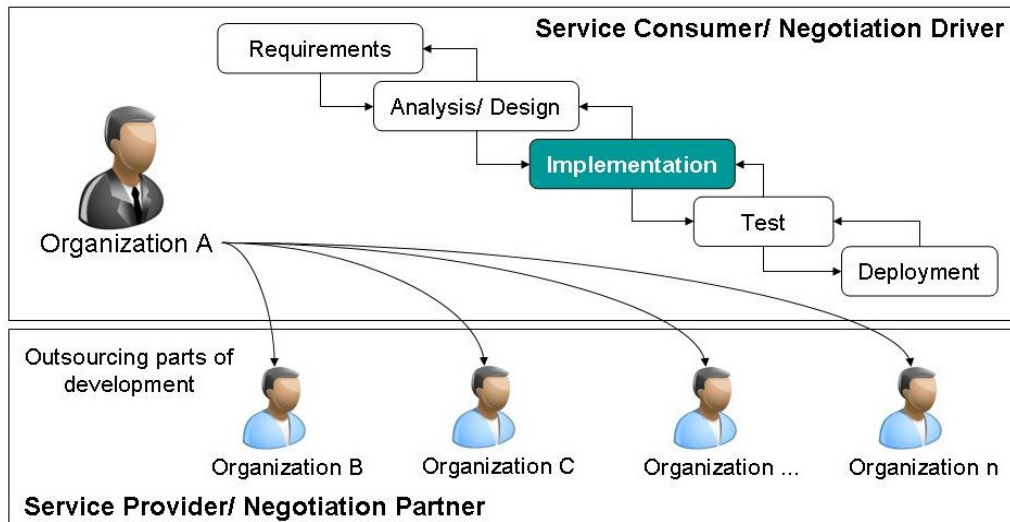 Service Consumer/ Negotiation Driver
Requirements
Analysis/ Design
Implementation
Test
Deployment
Organization A
Outsourcing parts of
development
Organization B
Organization C
Organization ...
Organization n
Service Provider/ Negotiation Partner